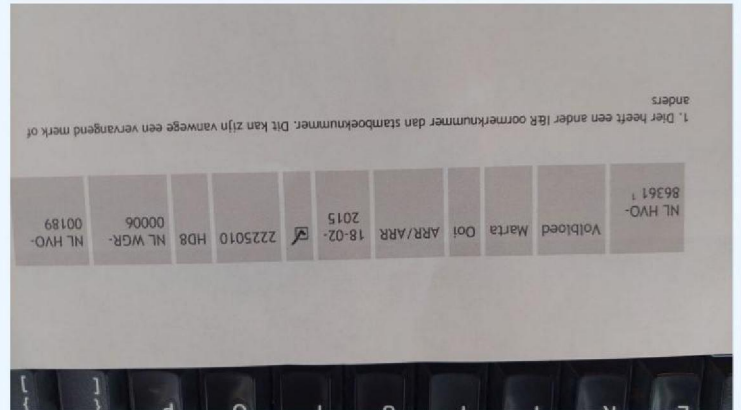 NL HVO-
86361 1
Volbloed
Marta
Ooi
ARR/ARR
18-02-
2015
☑
2225010
HD8
NL WGR-
00006
NL HVO-
00189
1. Dier heeft een ander I&R oormerknummer dan stamboeknummer. Dit kan zijn vanwege een vervangend merk of
anders